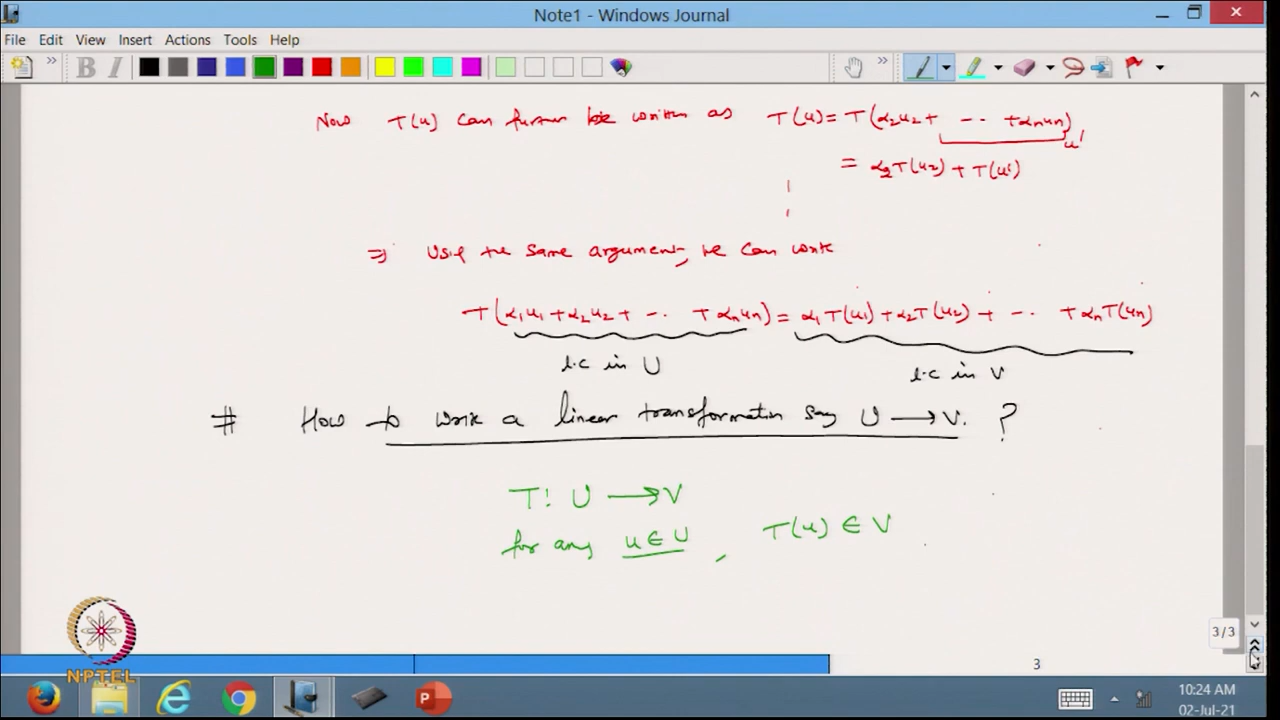 Note1 - Windows Journal
File Edit View Insert Actions Tools Help
Now T(u) can further be written as T(u) = T(α2u2 + -- + αnun)
u'
= α2T(u2) + T(u')
⇒ Using the same argument, we can write
T(α1u1 + α2u2 + -- + αnun) = α1T(u1) + α2T(u2) + -- + αnT(un)
l.c in U l.c in V
# How to write a linear transformation say U → V. ?
T: U → V
for any u ∈ U, T(u) ∈ V
3/3
NPTEL
3
10:24 AM
02-Jul-21